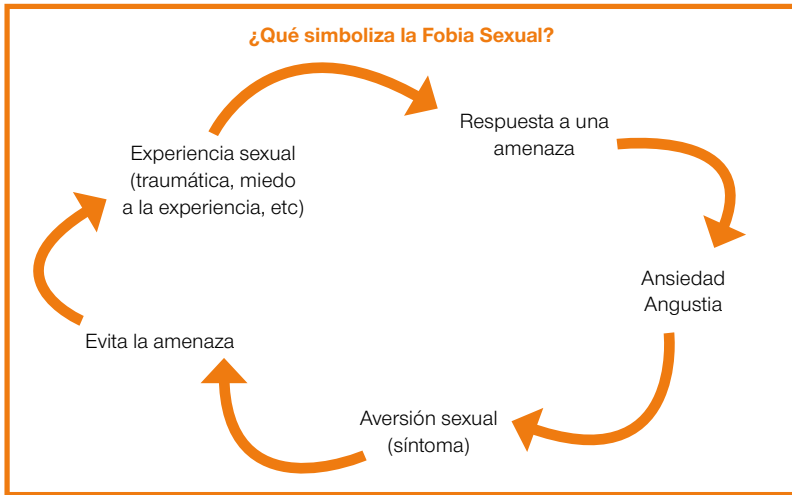 ¿Qué simboliza la Fobia Sexual?
Experiencia sexual
(traumática, miedo
a la experiencia, etc)
Respuesta a una
amenaza
Ansiedad
Angustia
Aversión sexual
(síntoma)
Evita la amenaza